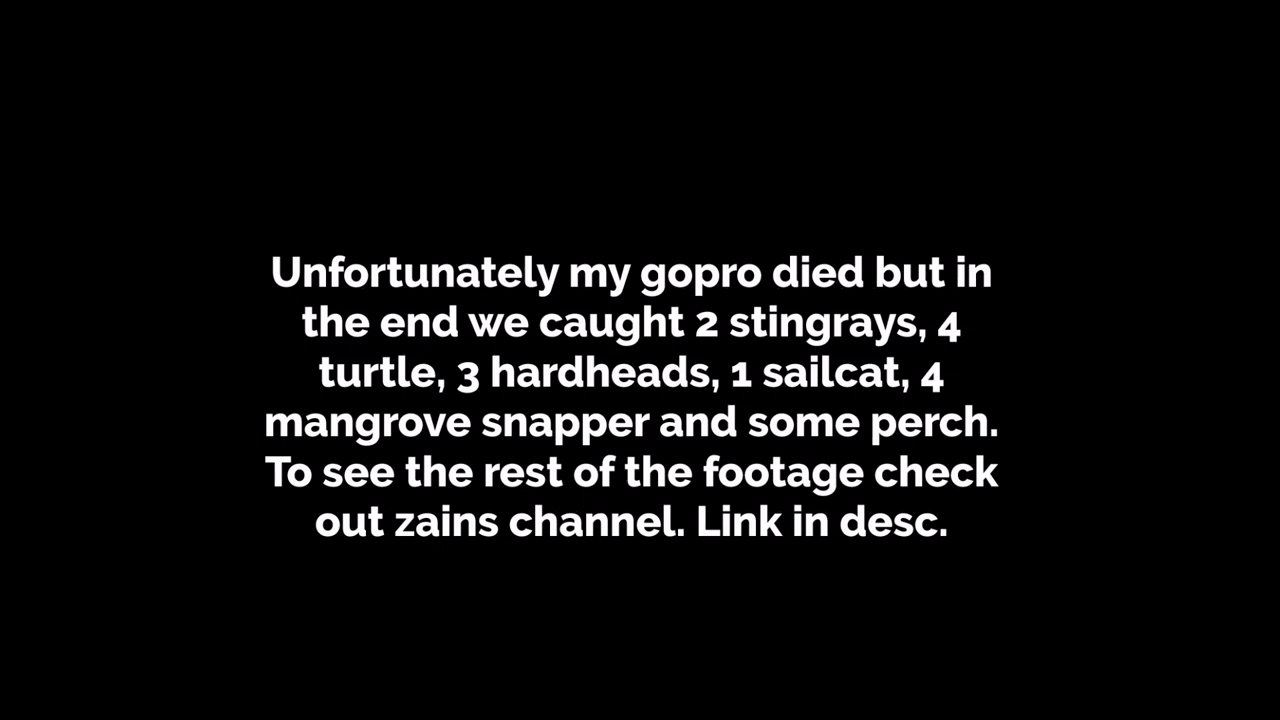 Unfortunately my gopro died but in
the end we caught 2 stingrays, 4
turtle, 3 hardheads, 1 sailcat, 4
mangrove snapper and some perch.
To see the rest of the footage check
out zains channel. Link in desc.